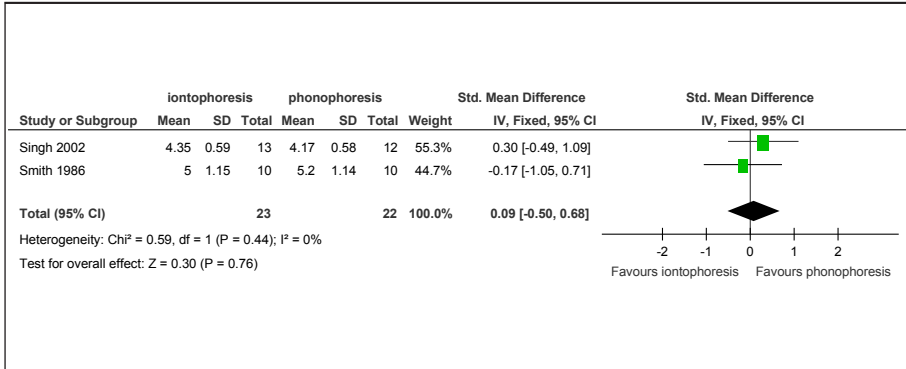 iontophoresis phonophoresis Std. Mean Difference Std. Mean Difference
Study or Subgroup Mean SD Total Mean SD Total Weight IV, Fixed, 95% CI IV, Fixed, 95% CI
Singh 2002 4.35 0.59 13 4.17 0.58 12 55.3% 0.30 [-0.49, 1.09]
Smith 1986 5 1.15 10 5.2 1.14 10 44.7% -0.17 [-1.05, 0.71]
Total (95% CI) 23 22 100.0% 0.09 [-0.50, 0.68]
Heterogeneity: Chi² = 0.59, df = 1 (P = 0.44); I² = 0%
Test for overall effect: Z = 0.30 (P = 0.76)
-2 -1 0 1 2
Favours iontophoresis Favours phonophoresis